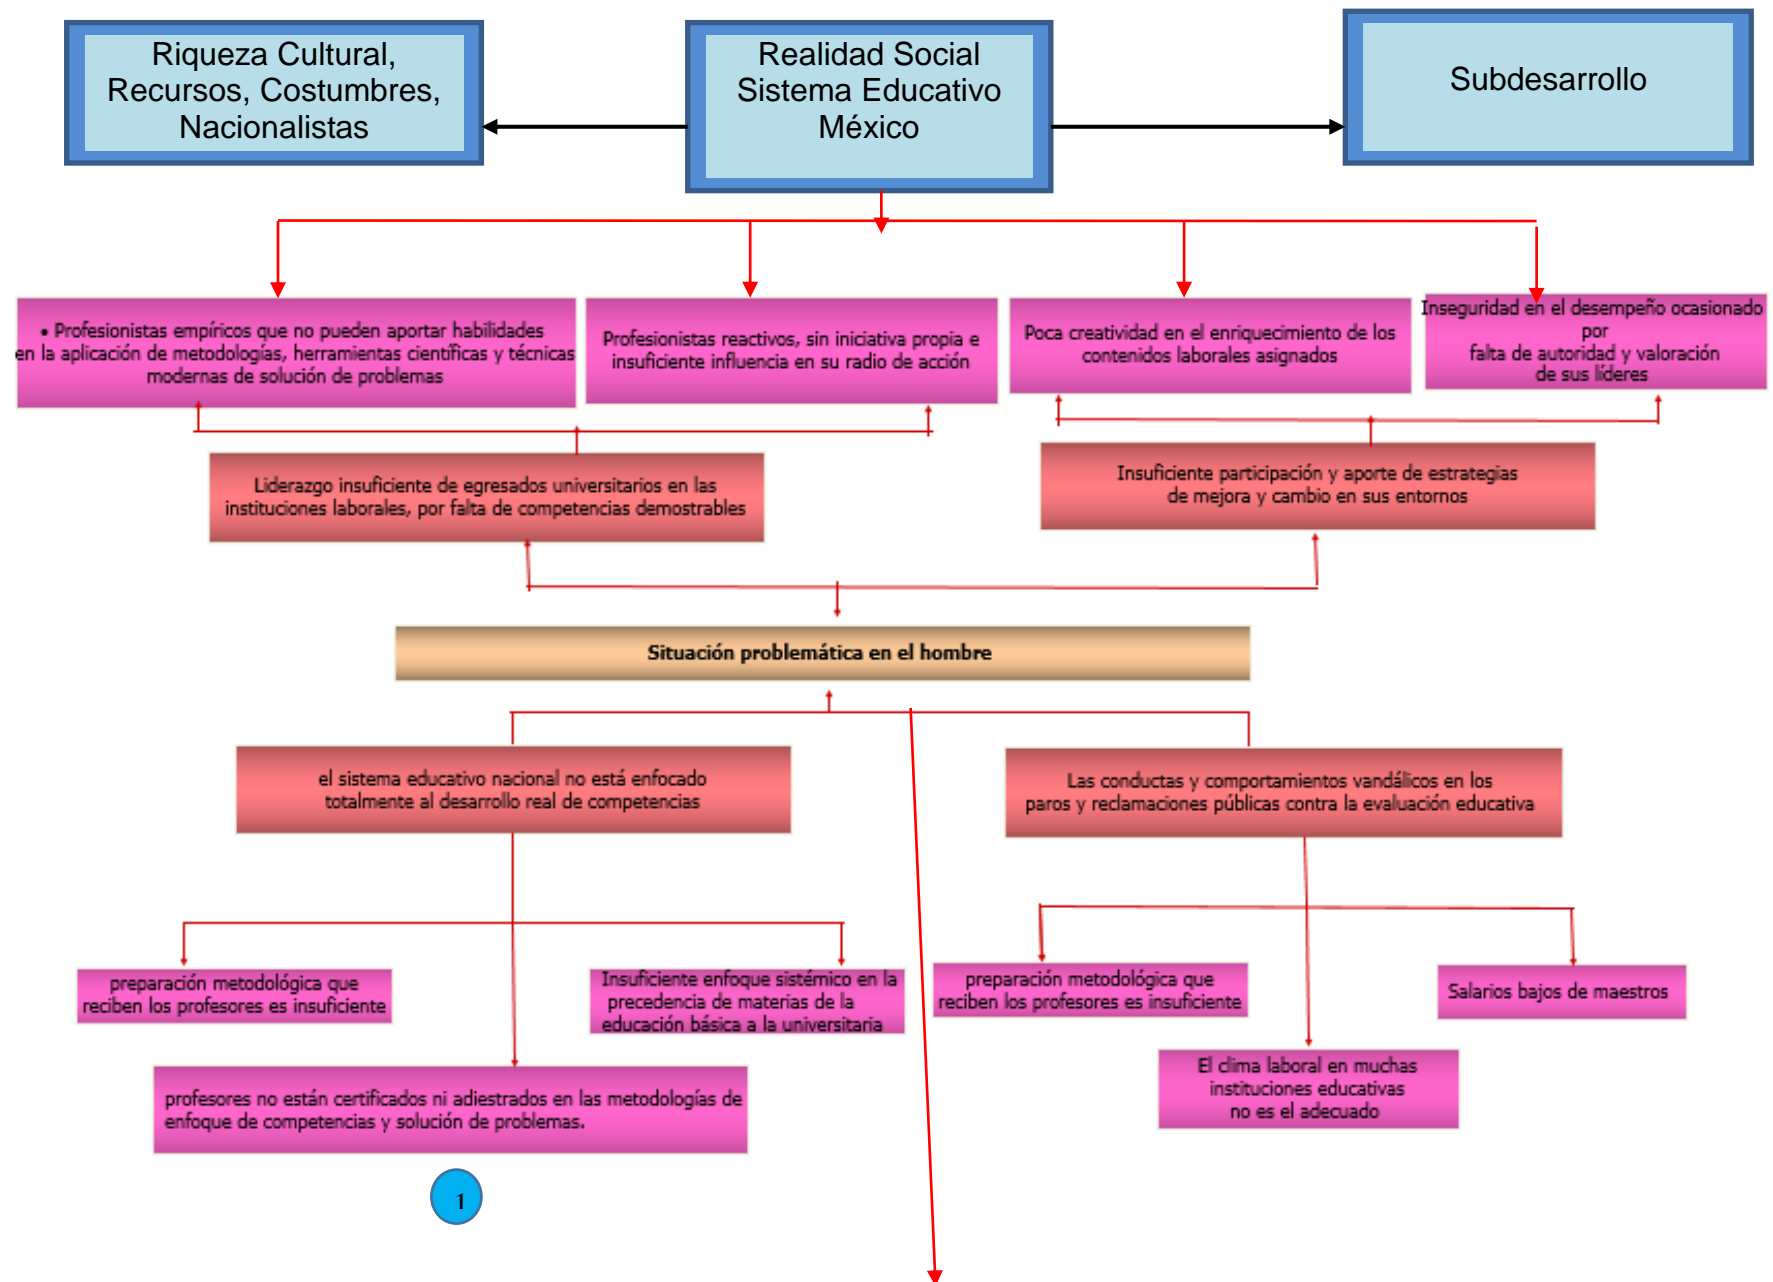 Riqueza Cultural,
Recursos, Costumbres,
Nacionalistas
Realidad Social
Sistema Educativo
México
Subdesarrollo
• Profesionistas empíricos que no pueden aportar habilidades
en la aplicación de metodologías, herramientas científicas y técnicas
modernas de solución de problemas
Profesionistas reactivos, sin iniciativa propia e
insuficiente influencia en su radio de acción
Poca creatividad en el enriquecimiento de los
contenidos laborales asignados
Inseguridad en el desempeño ocasionado
por
falta de autoridad y valoración
de sus líderes
Liderazgo insuficiente de egresados universitarios en las
instituciones laborales, por falta de competencias demostrables
Insuficiente participación y aporte de estrategias
de mejora y cambio en sus entornos
Situación problemática en el hombre
el sistema educativo nacional no está enfocado
totalmente al desarrollo real de competencias
Las conductas y comportamientos vandálicos en los
paros y reclamaciones públicas contra la evaluación educativa
preparación metodológica que
reciben los profesores es insuficiente
Insuficiente enfoque sistémico en la
precedencia de materias de la
educación básica a la universitaria
preparación metodológica que
reciben los profesores es insuficiente
Salarios bajos de maestros
profesores no están certificados ni adiestrados en las metodologías de
enfoque de competencias y solución de problemas.
El clima laboral en muchas
instituciones educativas
no es el adecuado
1